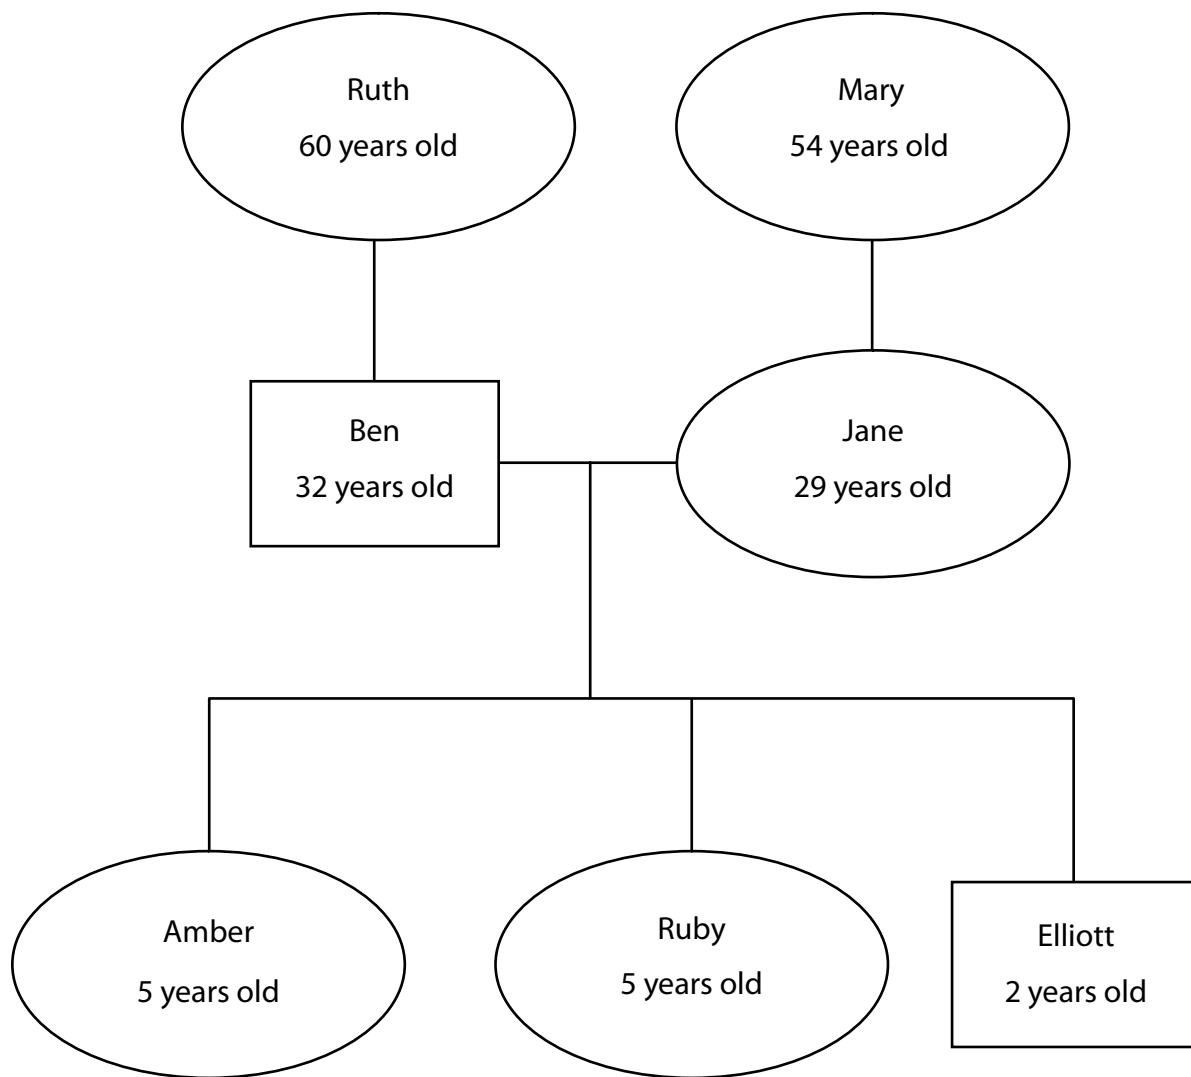 Ruth
60 years old
Mary
54 years old
Ben
32 years old
Jane
29 years old
Amber
5 years old
Ruby
5 years old
Elliott
2 years old